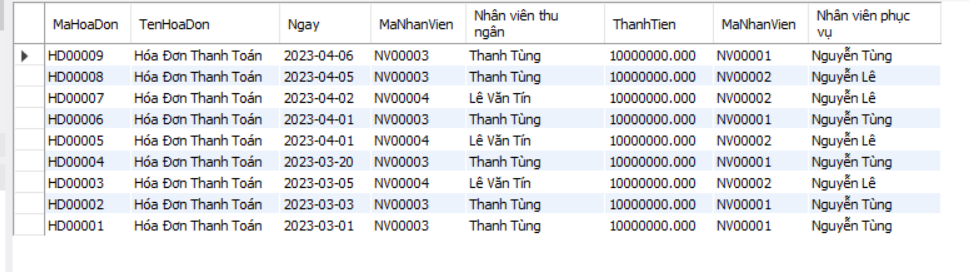 MaHoaDon TenHoaDon Ngay MaNhanVien Nhân viên thu ngân ThanhTien MaNhanVien Nhân viên phục vụ
HD00009 Hóa Đơn Thanh Toán 2023-04-06 NV00003 Thanh Tùng 10000000.000 NV00001 Nguyễn Tùng
HD00008 Hóa Đơn Thanh Toán 2023-04-05 NV00003 Thanh Tùng 10000000.000 NV00002 Nguyễn Lê
HD00007 Hóa Đơn Thanh Toán 2023-04-02 NV00004 Lê Văn Tín 10000000.000 NV00002 Nguyễn Lê
HD00006 Hóa Đơn Thanh Toán 2023-04-01 NV00003 Thanh Tùng 10000000.000 NV00001 Nguyễn Tùng
HD00005 Hóa Đơn Thanh Toán 2023-04-01 NV00004 Lê Văn Tín 10000000.000 NV00002 Nguyễn Lê
HD00004 Hóa Đơn Thanh Toán 2023-03-20 NV00003 Thanh Tùng 10000000.000 NV00001 Nguyễn Tùng
HD00003 Hóa Đơn Thanh Toán 2023-03-05 NV00004 Lê Văn Tín 10000000.000 NV00002 Nguyễn Lê
HD00002 Hóa Đơn Thanh Toán 2023-03-03 NV00003 Thanh Tùng 10000000.000 NV00001 Nguyễn Tùng
HD00001 Hóa Đơn Thanh Toán 2023-03-01 NV00003 Thanh Tùng 10000000.000 NV00001 Nguyễn Tùng